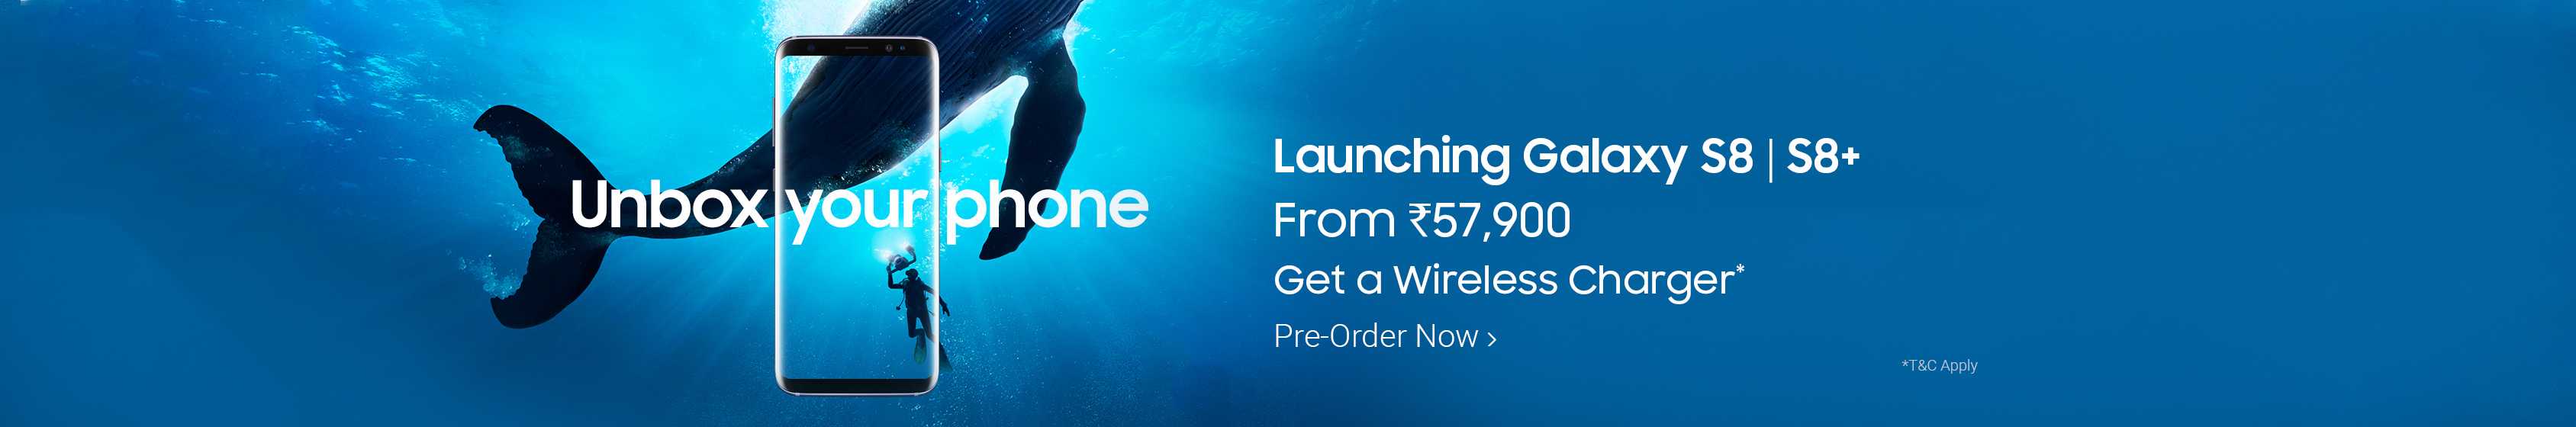 Unbox your phone
Launching Galaxy S8 | S8+
From ₹57,900
Get a Wireless Charger*
Pre-Order Now >
*T&C Apply